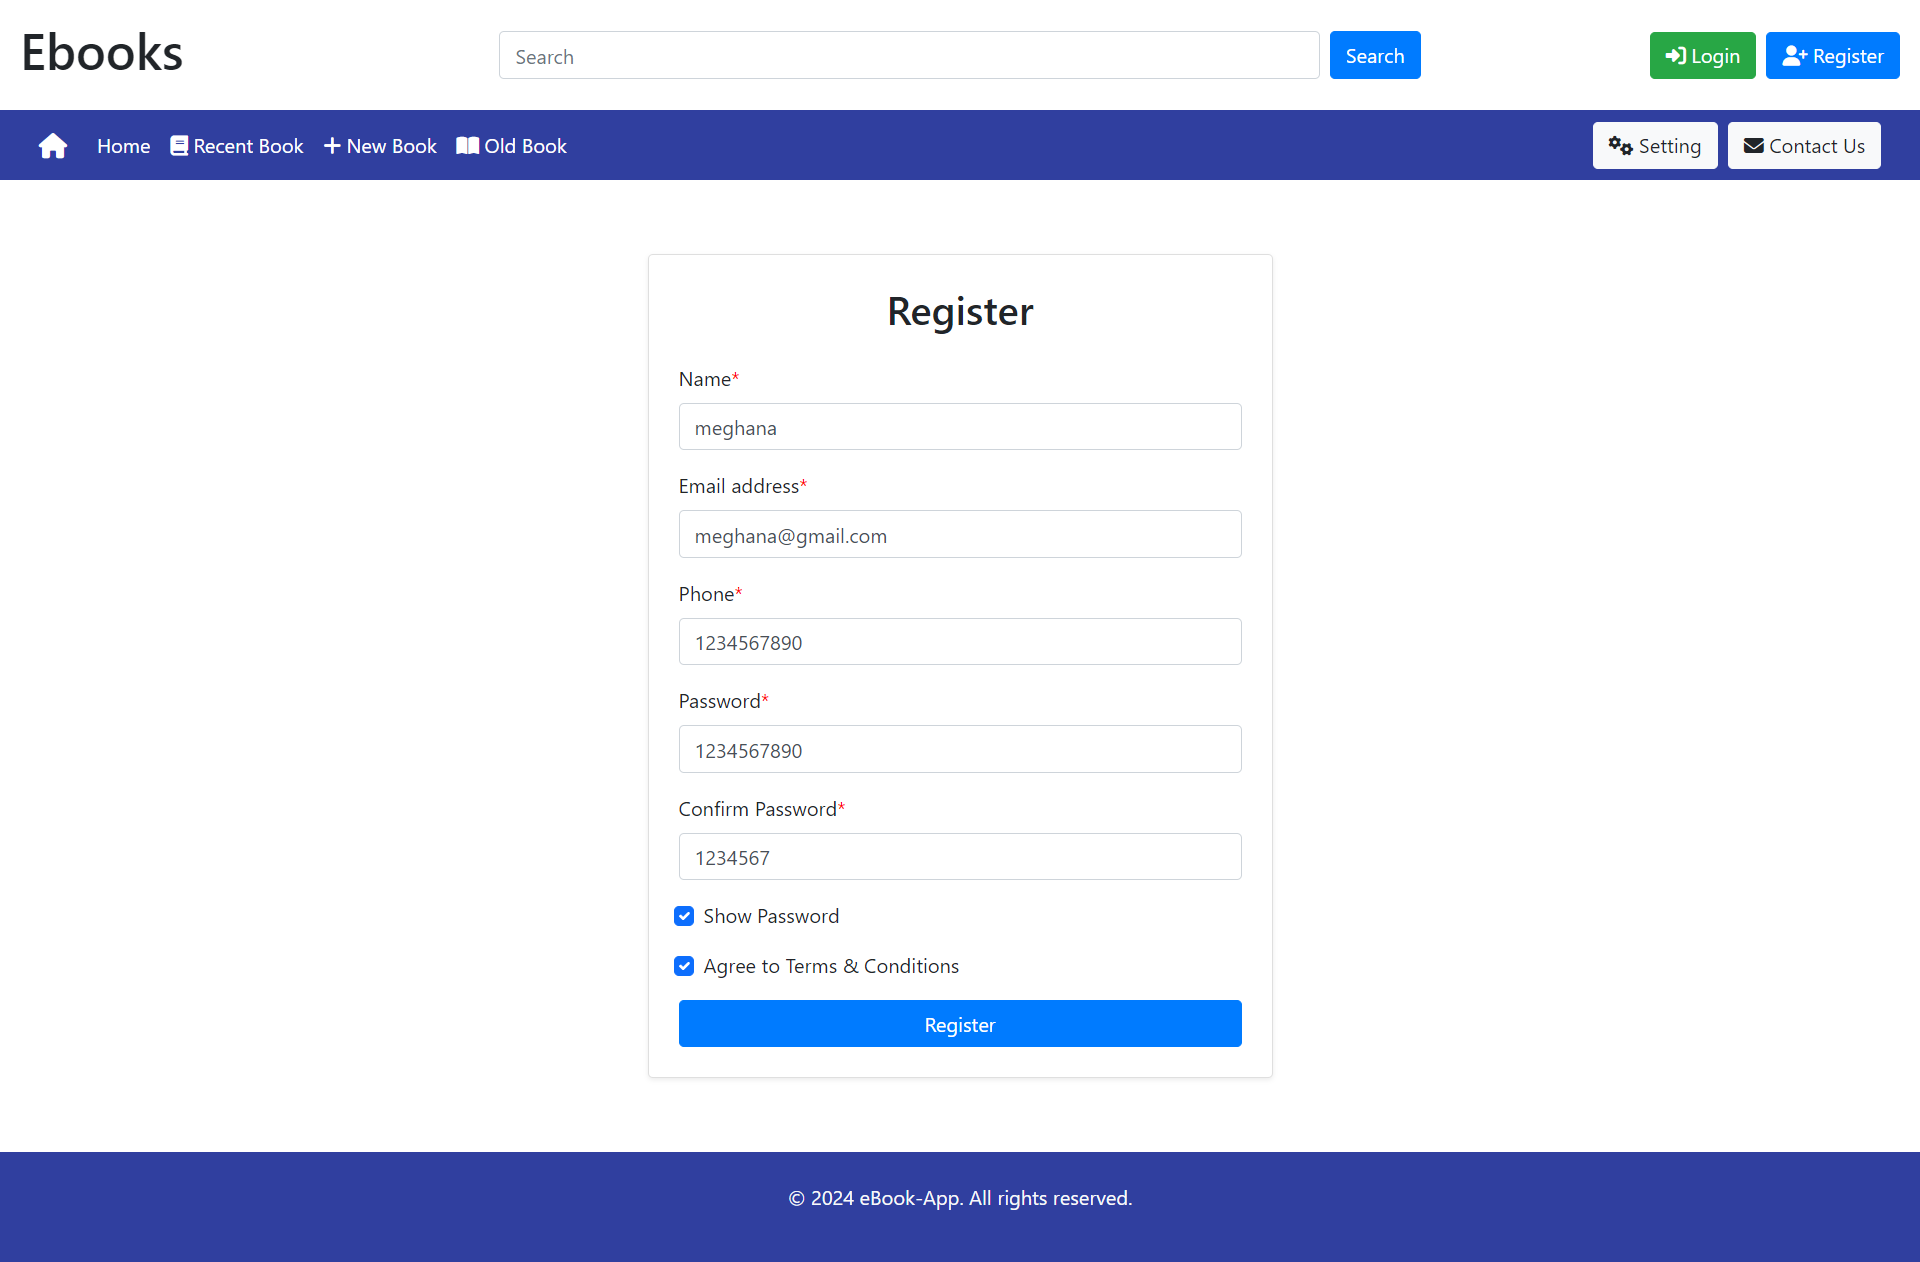 Ebooks
Search
Search
Login
Register
Home
Recent Book
New Book
Old Book
Setting
Contact Us
Register
Name*
meghana
Email address*
meghana@gmail.com
Phone*
1234567890
Password*
1234567890
Confirm Password*
1234567
Show Password
Agree to Terms & Conditions
Register
© 2024 eBook-App. All rights reserved.